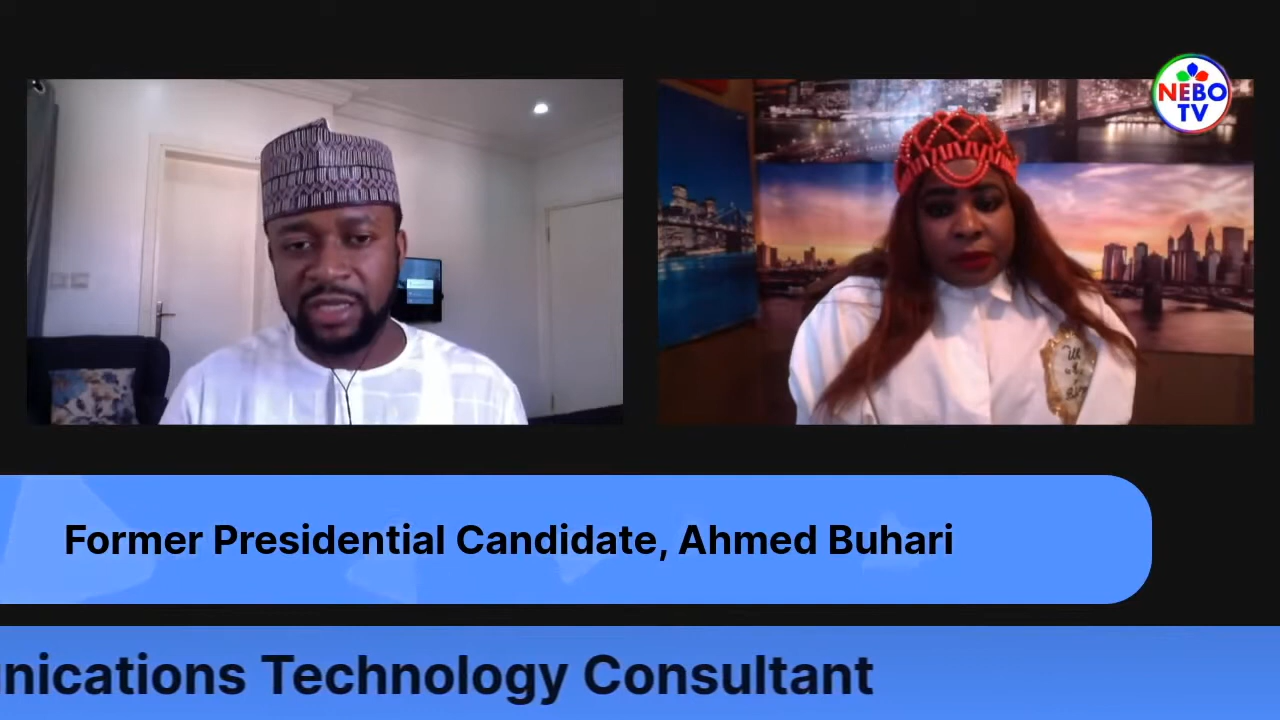 NEBO
TV
Former Presidential Candidate, Ahmed Buhari
nications Technology Consultant